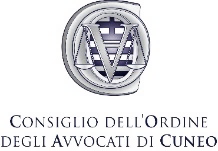 CONSIGLIO DELL'ORDINE
DEGLI AVVOCATI DI CUNEO